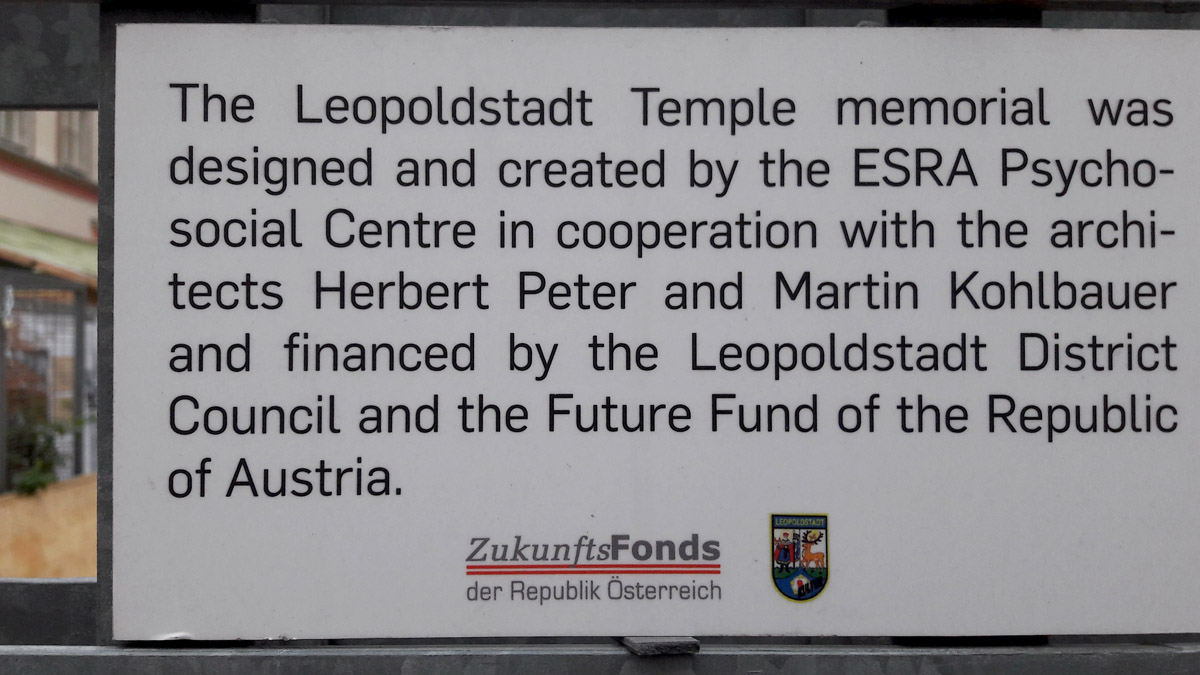 The Leopoldstadt Temple memorial was
designed and created by the ESRA Psycho-
social Centre in cooperation with the archi-
tects Herbert Peter and Martin Kohlbauer
and financed by the Leopoldstadt District
Council and the Future Fund of the Republic
of Austria.
ZukunftsFonds
der Republik Österreich
LEOPOLDSTADT